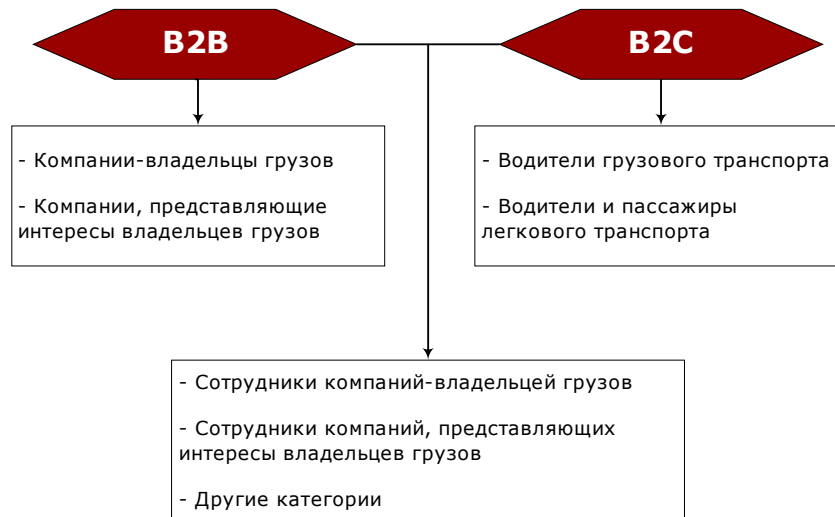 B2B
B2C
- Компании-владельцы грузов
- Компании, представляющие
интересы владельцев грузов
- Водители грузового транспорта
- Водители и пассажиры
легкового транспорта
- Сотрудники компаний-владельцей грузов
- Сотрудники компаний, представляющих
интересы владельцев грузов
- Другие категории